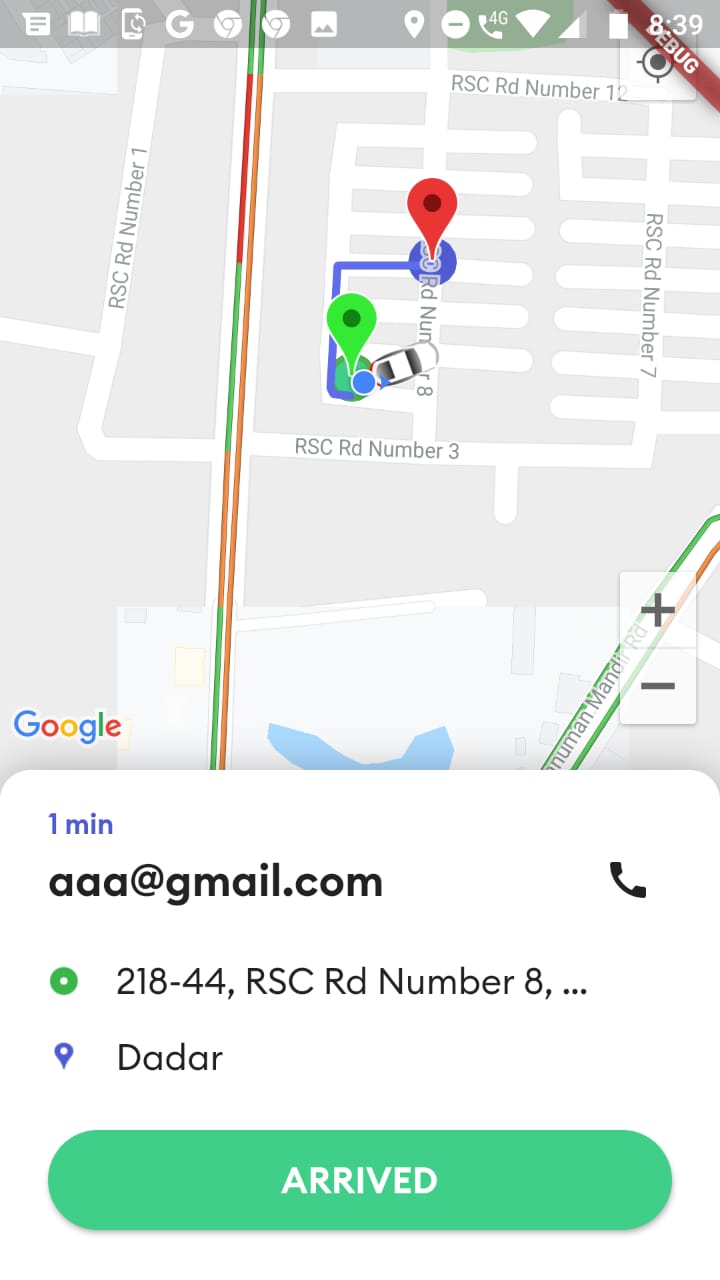 4G
8:39
DEBUG
RSC Rd Number 12
RSC Rd Number 1
RSC Rd Number 7
RSC Rd Number 8
RSC Rd Number 3
+
−
Hanuman Mandir Rd
Google
1 min
aaa@gmail.com
218-44, RSC Rd Number 8, ...
Dadar
ARRIVED